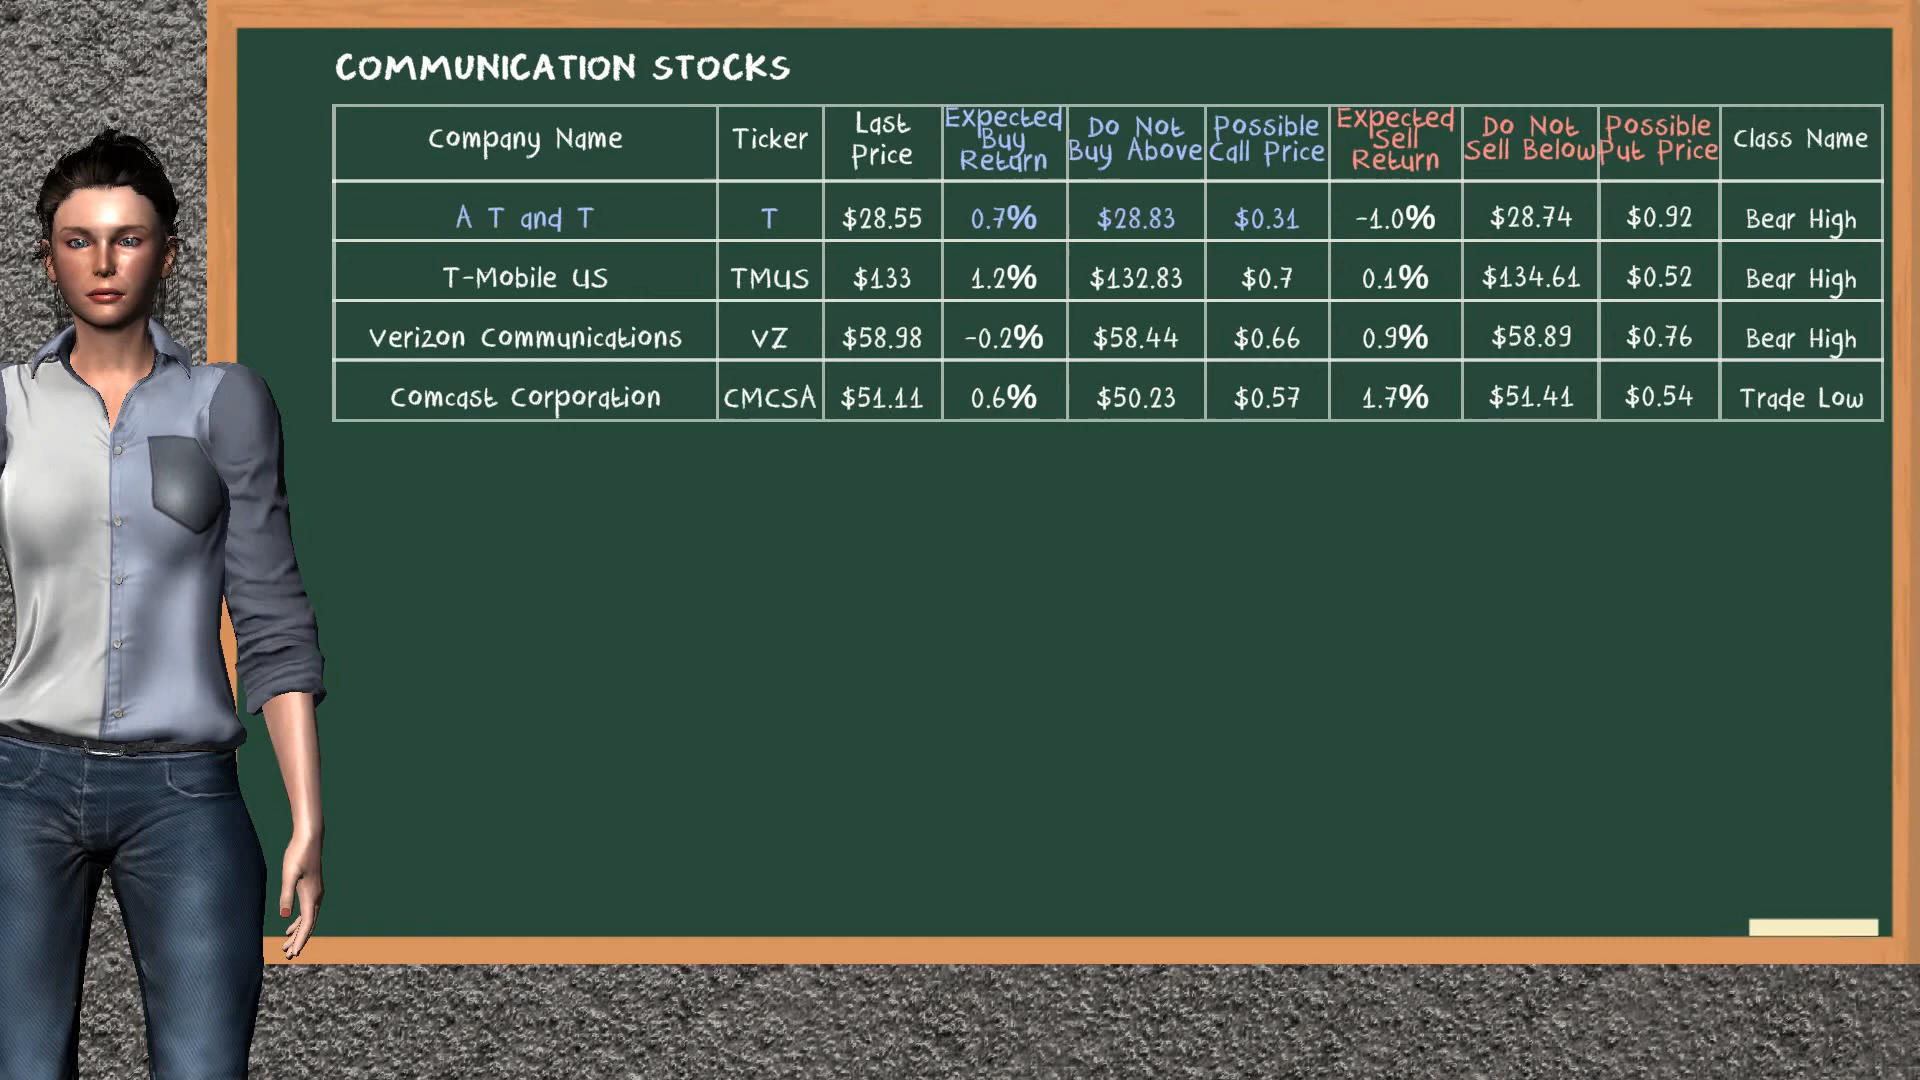 COMMUNICATION STOCKS
Company Name Ticker Last Price Expected Buy Return Do Not Buy Above Possible Call Price Expected Sell Return Do Not Sell Below Possible Put Price Class Name
A T and T T $28.55 0.7% $28.83 $0.31 -1.0% $28.74 $0.92 Bear High
T-Mobile US TMUS $133 1.2% $132.83 $0.7 0.1% $134.61 $0.52 Bear High
Verizon Communications VZ $58.98 -0.2% $58.44 $0.66 0.9% $58.89 $0.76 Bear High
Comcast Corporation CMCSA $51.11 0.6% $50.23 $0.57 1.7% $51.41 $0.54 Trade Low